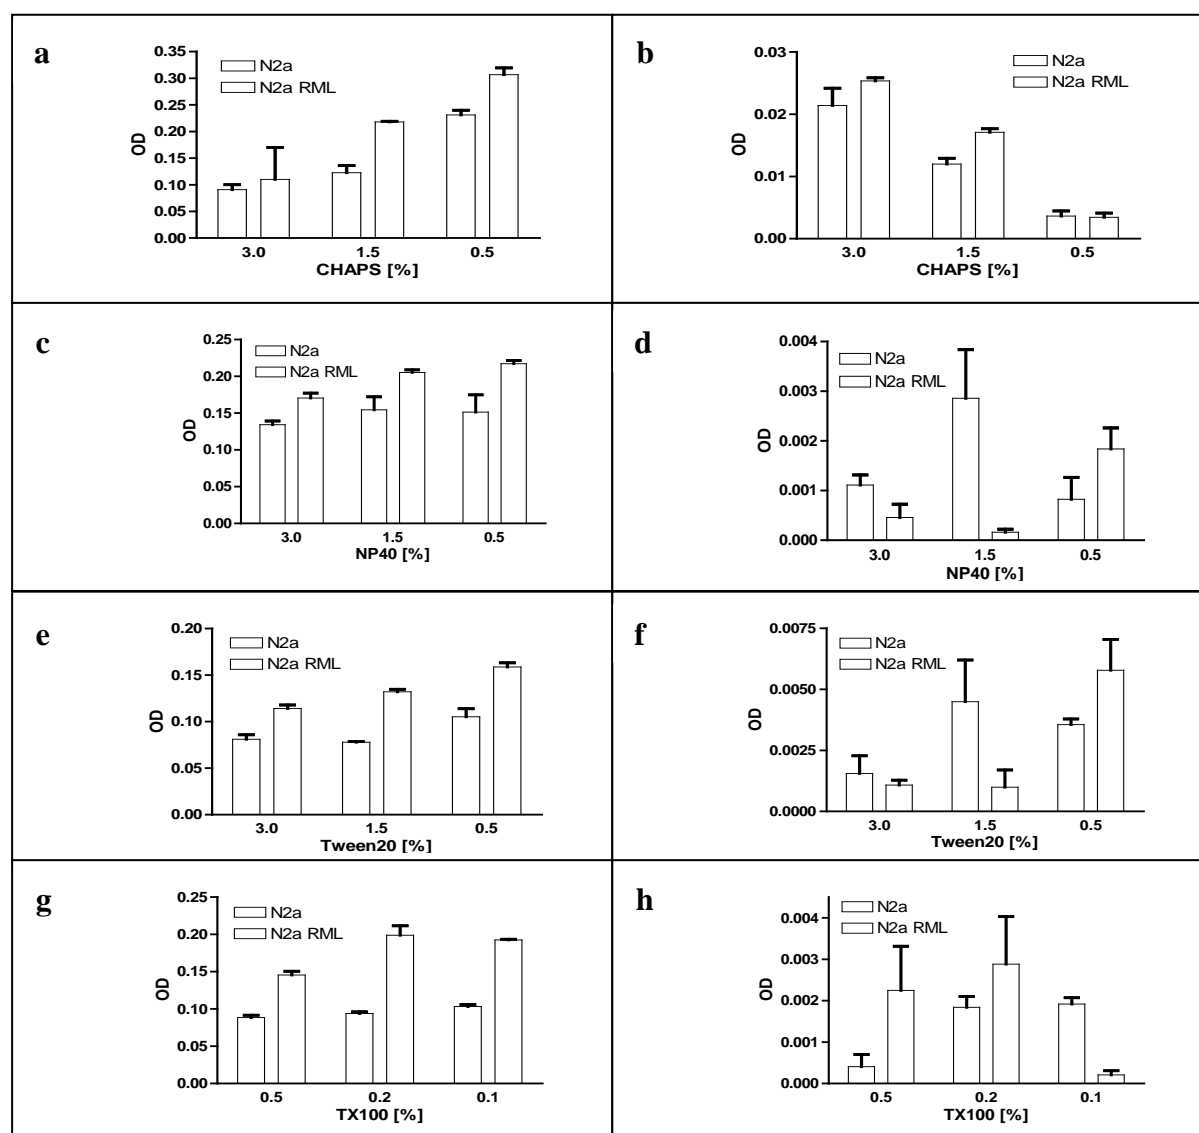 a
0.35
0.30
0.25
0.20
0.15
0.10
0.05
0.00
OD
N2a
N2a RML
3.0 1.5 0.5
CHAPS [%]
b
0.03
0.02
0.01
0.00
OD
N2a
N2a RML
3.0 1.5 0.5
CHAPS [%]
c
0.25
0.20
0.15
0.10
0.05
0.00
OD
N2a
N2a RML
3.0 1.5 0.5
NP40 [%]
d
0.004
0.003
0.002
0.001
0.000
OD
N2a
N2a RML
3.0 1.5 0.5
NP40 [%]
e
0.20
0.15
0.10
0.05
0.00
OD
N2a
N2a RML
3.0 1.5 0.5
Tween20 [%]
f
0.0075
0.0050
0.0025
0.0000
OD
N2a
N2a RML
3.0 1.5 0.5
Tween20 [%]
g
0.25
0.20
0.15
0.10
0.05
0.00
OD
N2a
N2a RML
0.5 0.2 0.1
TX100 [%]
h
0.004
0.003
0.002
0.001
0.000
OD
N2a
N2a RML
0.5 0.2 0.1
TX100 [%]